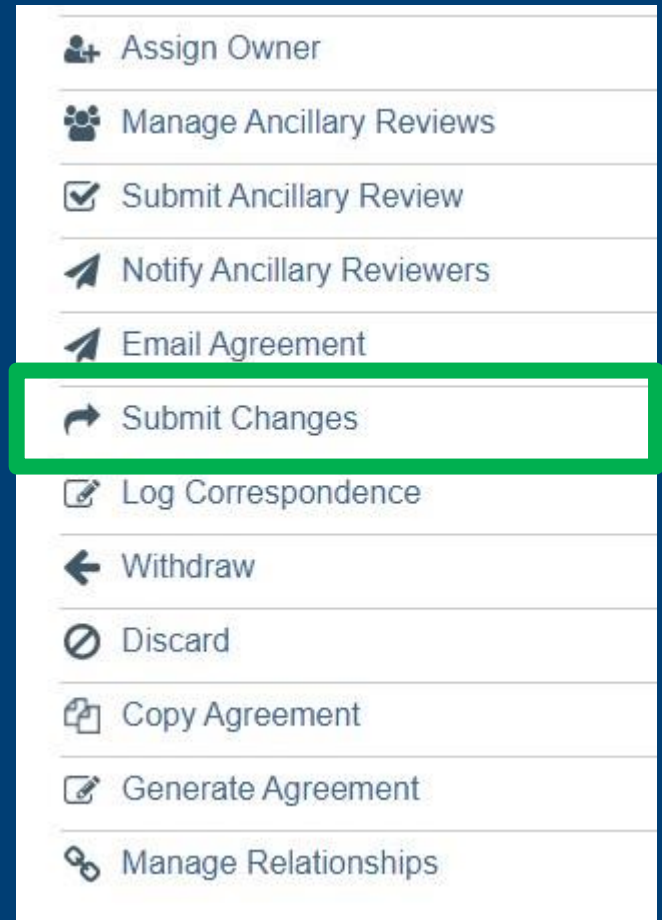 Assign Owner
Manage Ancillary Reviews
Submit Ancillary Review
Notify Ancillary Reviewers
Email Agreement
Submit Changes
Log Correspondence
Withdraw
Discard
Copy Agreement
Generate Agreement
Manage Relationships